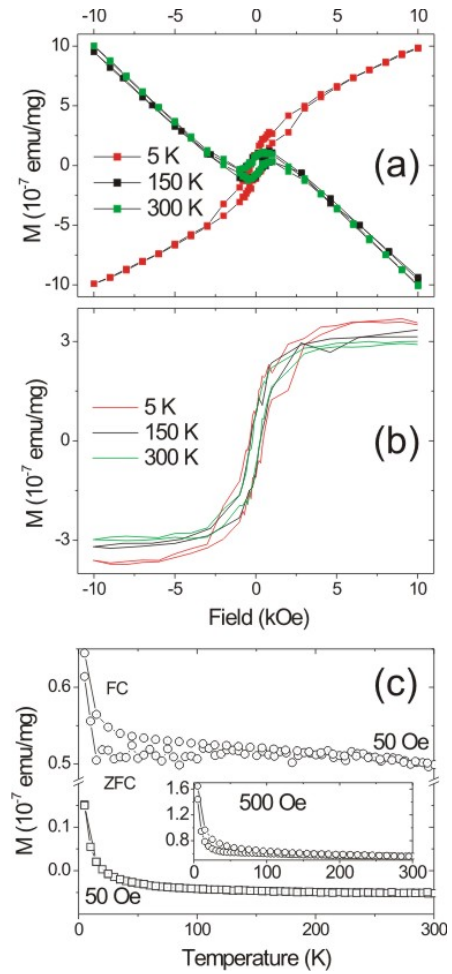 -10 -5 0 5 10
10
5
0
-5
-10
M (10⁻⁷ emu/mg)
5 K
150 K
300 K
(a)
3
0
-3
M (10⁻⁷ emu/mg)
5 K
150 K
300 K
(b)
-10 -5 0 5 10
Field (kOe)
(c)
FC
0.6
50 Oe
0.5
ZFC
M (10⁻⁷ emu/mg)
1.6
500 Oe
0.8
0 100 200 300
0.1
0.0
50 Oe
100 200 300
Temperature (K)